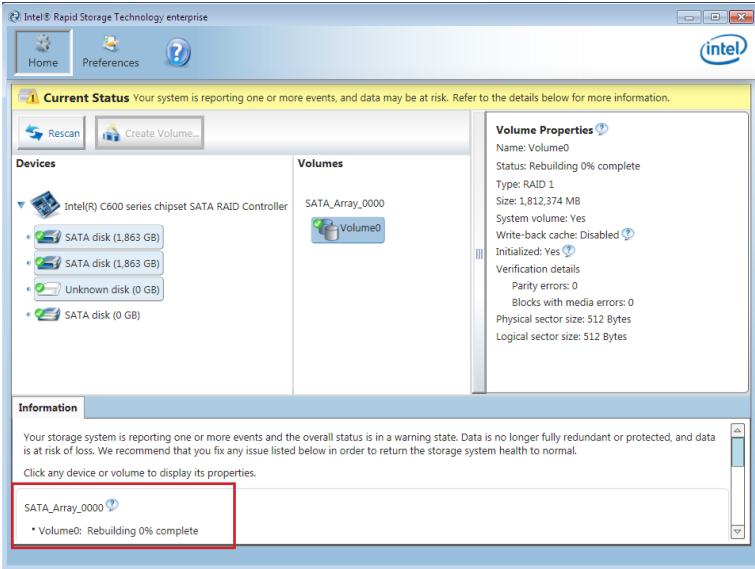 Intel® Rapid Storage Technology enterprise
Home
Preferences
intel
Current Status Your system is reporting one or more events, and data may be at risk. Refer to the details below for more information.
Rescan
Create Volume...
Devices
Intel(R) C600 series chipset SATA RAID Controller
SATA disk (1,863 GB)
SATA disk (1,863 GB)
Unknown disk (0 GB)
SATA disk (0 GB)
Volumes
SATA_Array_0000
Volume0
Volume Properties ?
Name: Volume0
Status: Rebuilding 0% complete
Type: RAID 1
Size: 1,812,374 MB
System volume: Yes
Write-back cache: Disabled ?
Initialized: Yes ?
Verification details
Parity errors: 0
Blocks with media errors: 0
Physical sector size: 512 Bytes
Logical sector size: 512 Bytes
Information
Your storage system is reporting one or more events and the overall status is in a warning state. Data is no longer fully redundant or protected, and data
is at risk of loss. We recommend that you fix any issue listed below in order to return the storage system health to normal.
Click any device or volume to display its properties.
SATA_Array_0000 ?
• Volume0: Rebuilding 0% complete